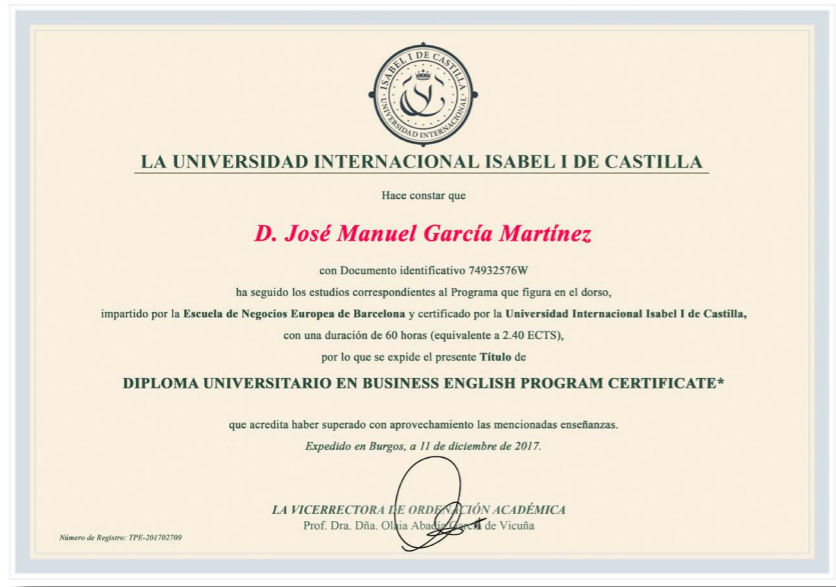 ISABEL I DE CASTILLA
UNIVERSIDAD INTERNACIONAL
LA UNIVERSIDAD INTERNACIONAL ISABEL I DE CASTILLA
Hace constar que
D. José Manuel García Martínez
con Documento identificativo 74932576W
ha seguido los estudios correspondientes al Programa que figura en el dorso,
impartido por la Escuela de Negocios Europea de Barcelona y certificado por la Universidad Internacional Isabel I de Castilla,
con una duración de 60 horas (equivalente a 2.40 ECTS),
por lo que se expide el presente Título de
DIPLOMA UNIVERSITARIO EN BUSINESS ENGLISH PROGRAM CERTIFICATE*
que acredita haber superado con aprovechamiento las mencionadas enseñanzas.
Expedido en Burgos, a 11 de diciembre de 2017.
LA VICERRECTORA DE ORDENACIÓN ACADÉMICA
Prof. Dra. Dña. Olaia Abadía García de Vicuña
Número de Registro: TPE-201702709